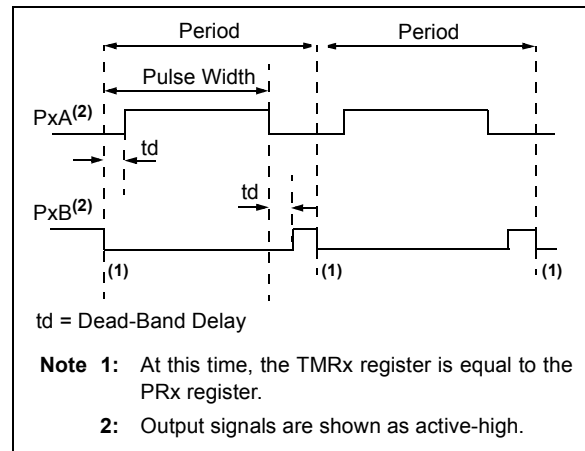 Period Period
Pulse Width
PxA(2)
td
td
PxB(2)
(1) (1) (1)
td = Dead-Band Delay
Note 1: At this time, the TMRx register is equal to the
PRx register.
2: Output signals are shown as active-high.